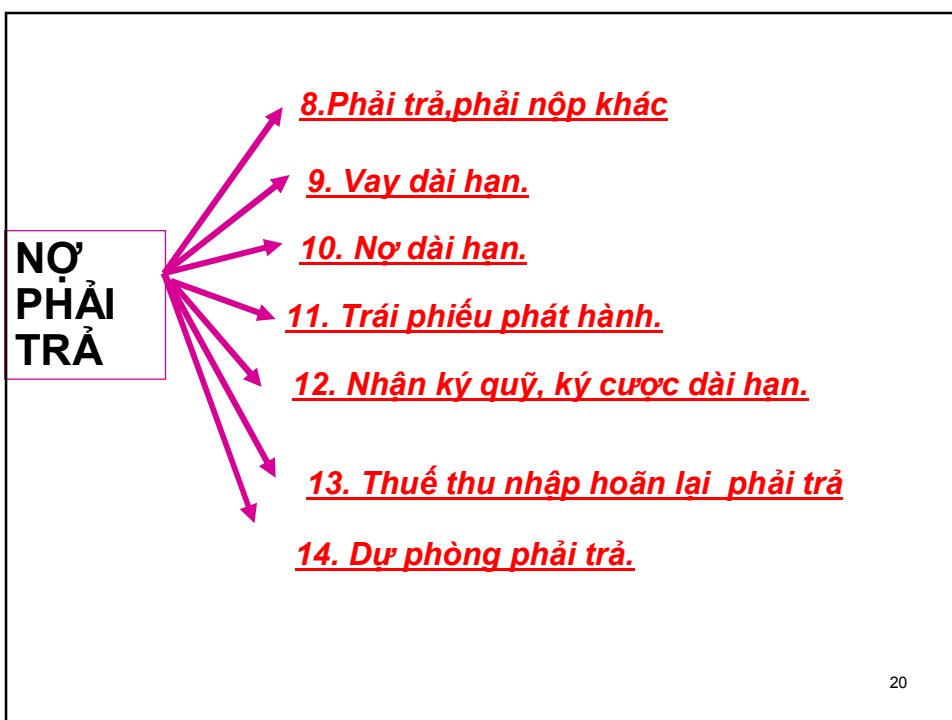 8.Phải trả,phải nộp khác
9. Vay dài hạn.
10. Nợ dài hạn.
NỢ
PHẢI
TRẢ
11. Trái phiếu phát hành.
12. Nhận ký quỹ, ký cược dài hạn.
13. Thuế thu nhập hoãn lại  phải trả
14. Dự phòng phải trả.
20